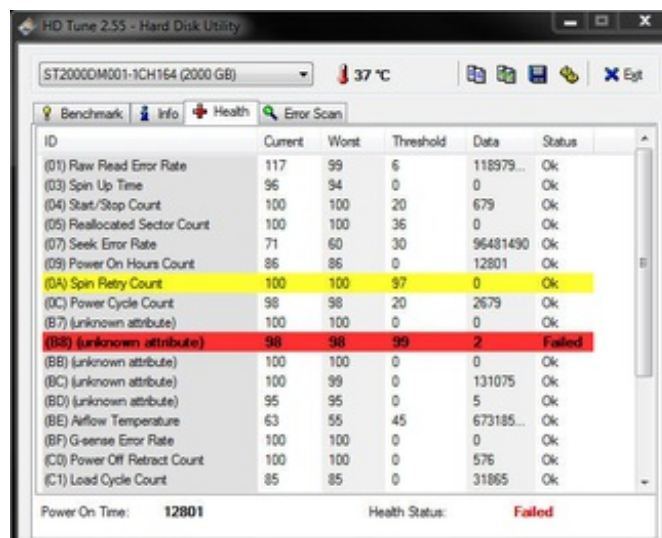 HD Tune 2.55 - Hard Disk Utility
ST2000DM001-1CH164 (2000 GB) 37 °C Exit
Benchmark Info Health Error Scan
ID Current Worst Threshold Data Status
(01) Raw Read Error Rate 117 99 6 118979... Ok
(03) Spin Up Time 96 94 0 0 Ok
(04) Start/Stop Count 100 100 20 679 Ok
(05) Reallocated Sector Count 100 100 36 0 Ok
(07) Seek Error Rate 71 60 30 96481490 Ok
(09) Power On Hours Count 86 86 0 12801 Ok
(0A) Spin Retry Count 100 100 97 0 Ok
(0C) Power Cycle Count 98 98 20 2679 Ok
(B7) (unknown attribute) 100 100 0 0 Ok
(B8) (unknown attribute) 98 98 99 2 Failed
(BB) (unknown attribute) 100 100 0 0 Ok
(BC) (unknown attribute) 100 99 0 131075 Ok
(BD) (unknown attribute) 95 95 0 5 Ok
(BE) Airflow Temperature 63 55 45 673185... Ok
(BF) G-sense Error Rate 100 100 0 0 Ok
(C0) Power Off Retract Count 100 100 0 576 Ok
(C1) Load Cycle Count 85 85 0 31865 Ok
Power On Time: 12801 Health Status: Failed